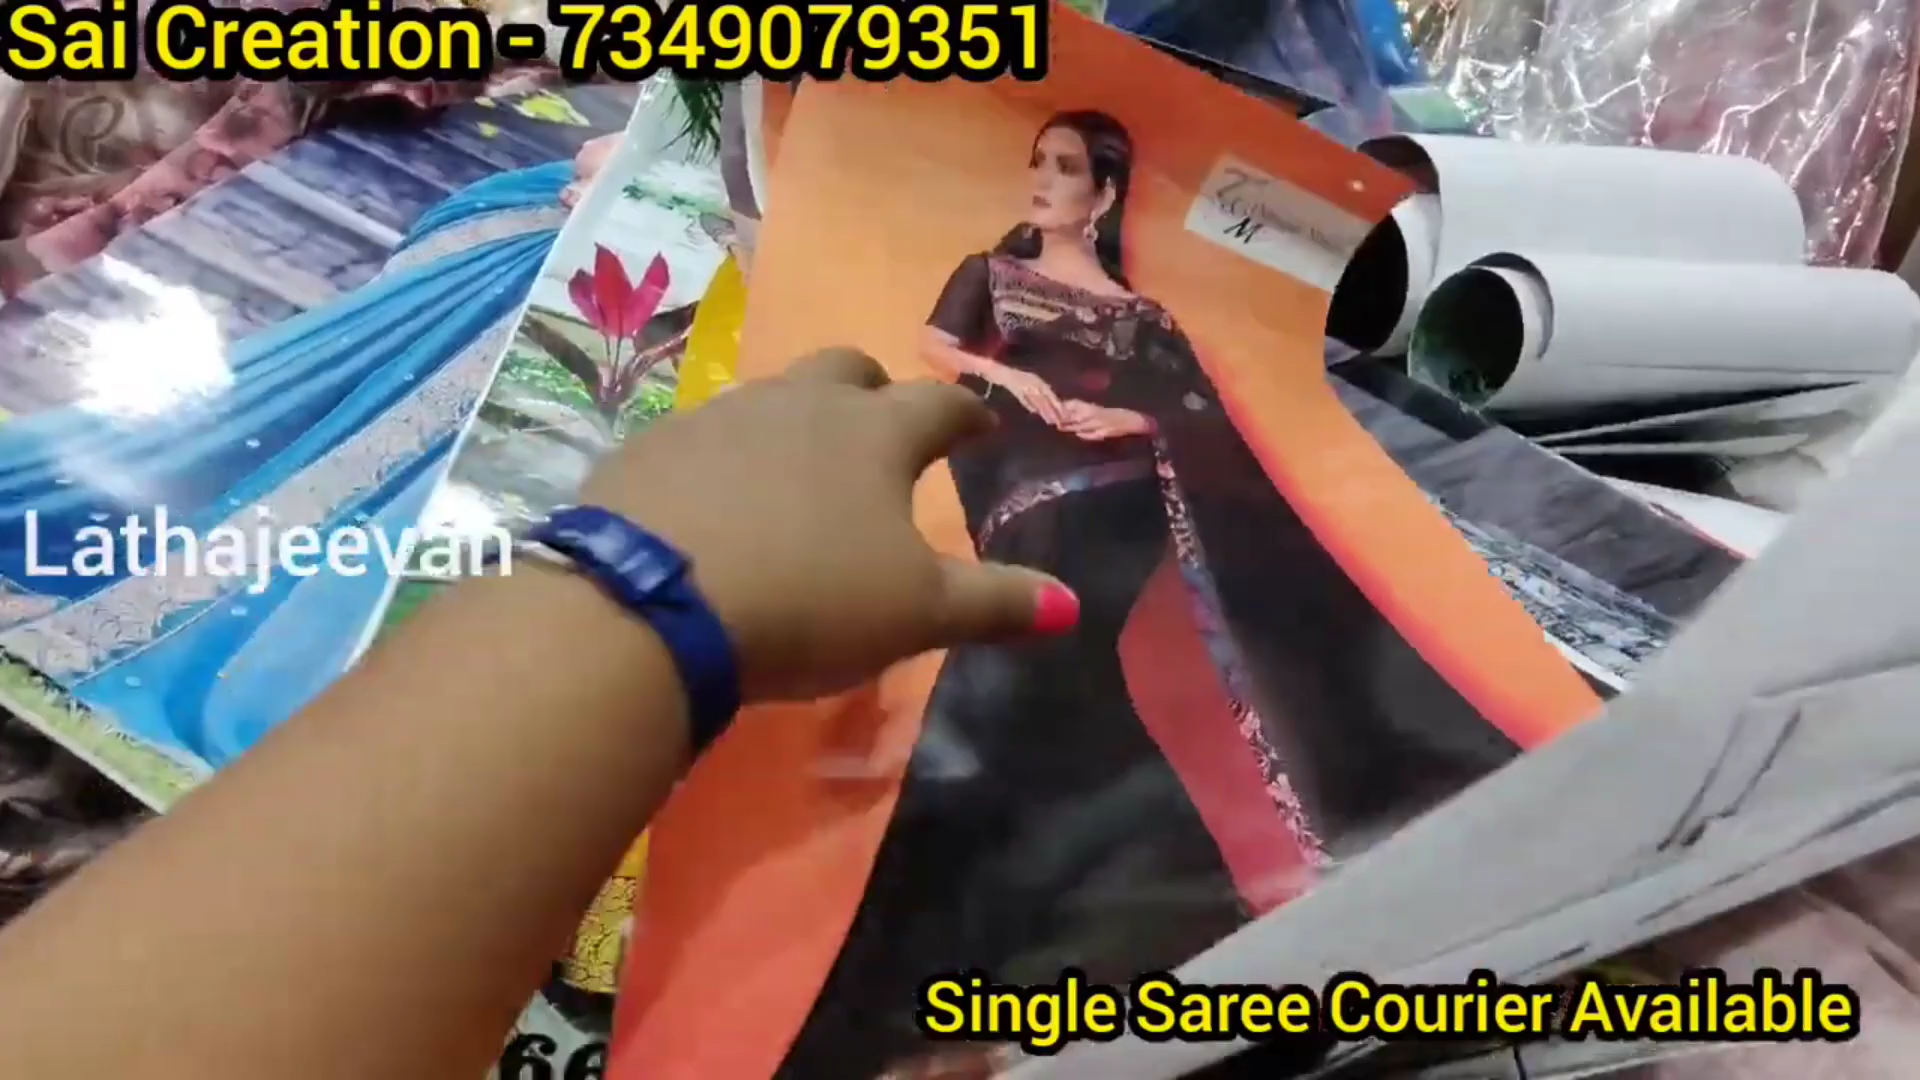 Sai Creation - 7349079351
M
Lathajeevan
Single Saree Courier Available